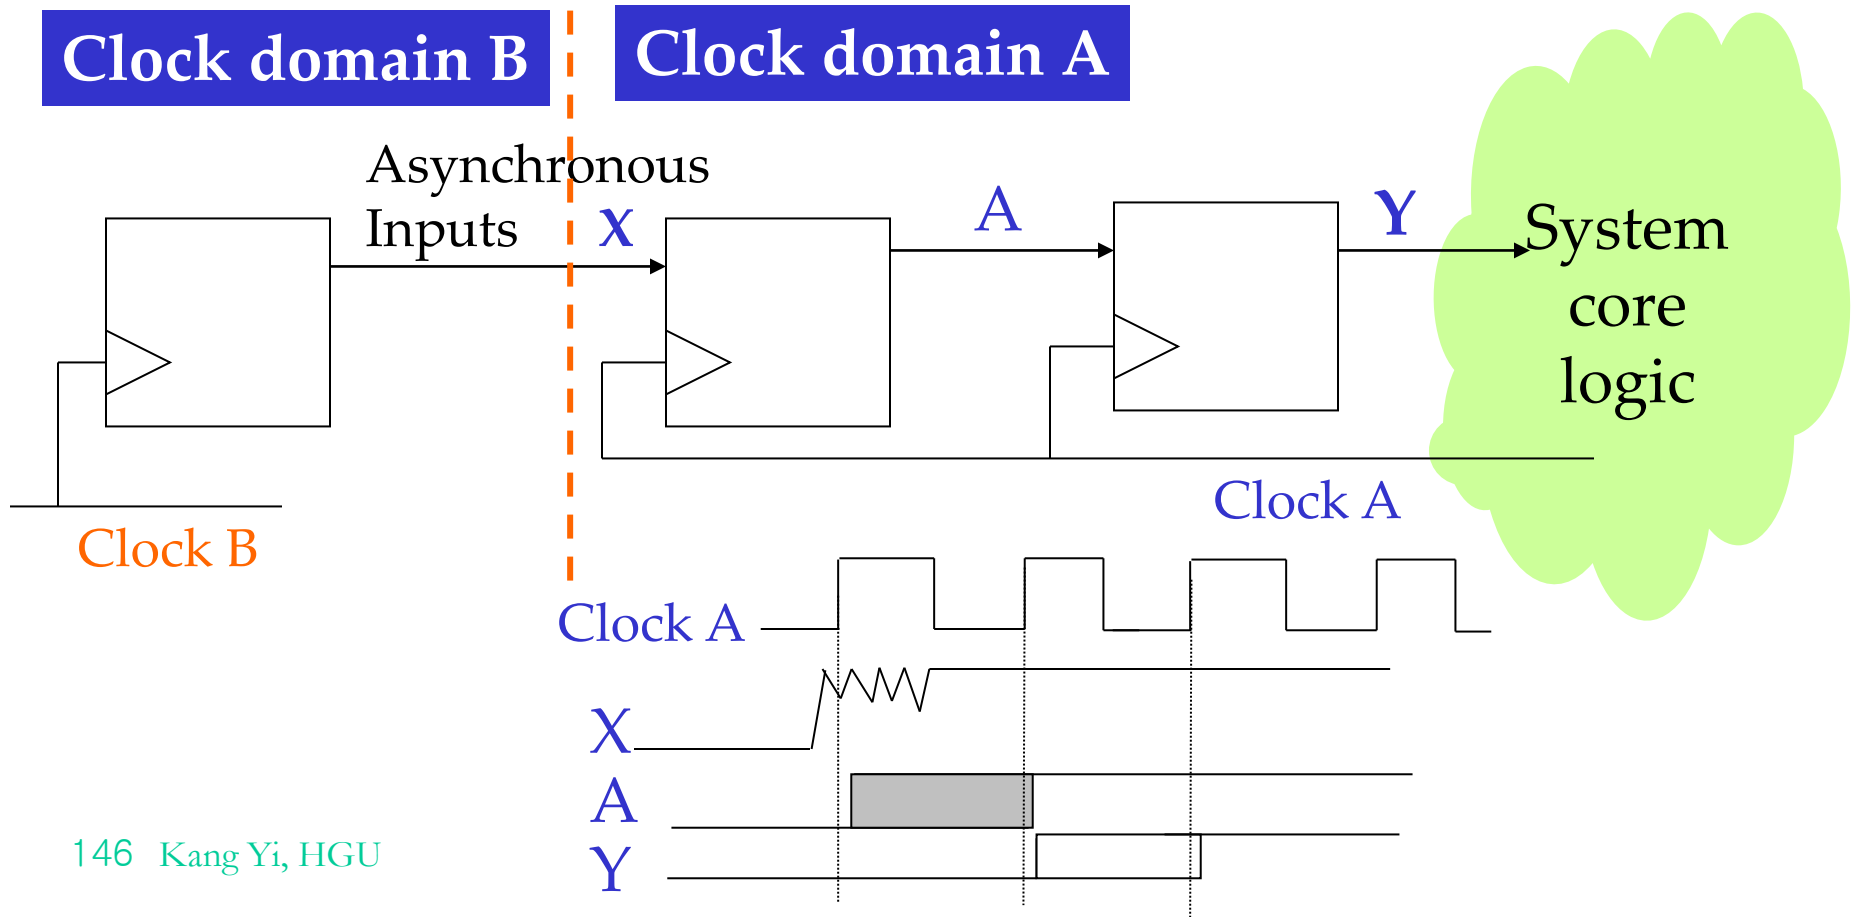 Clock domain B
Clock domain A
Asynchronous
Inputs
X
A
Y
System
core
logic
Clock A
Clock B
Clock A
X
A
Y
146 Kang Yi, HGU